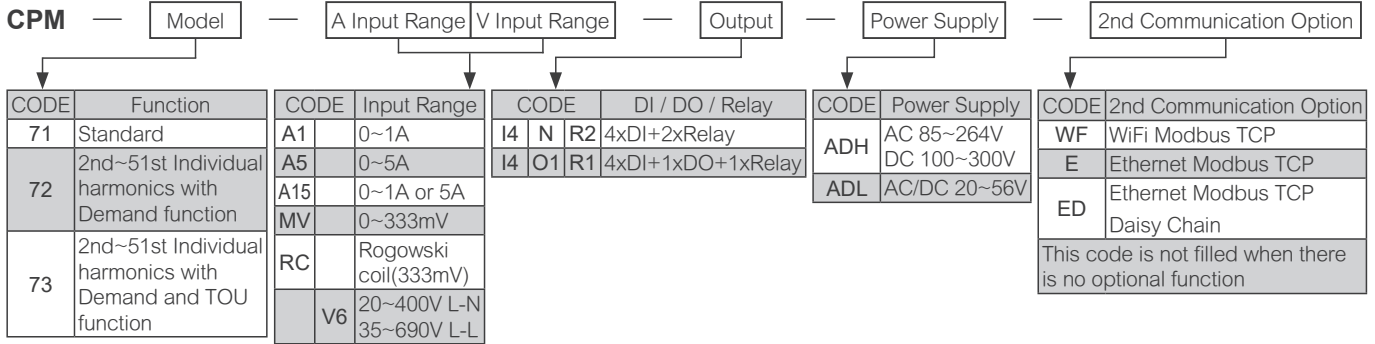 CPM — Model — A Input Range V Input Range — Output — Power Supply — 2nd Communication Option
CODE Function
71 Standard
72 2nd~51st Individual
harmonics with
Demand function
73 2nd~51st Individual
harmonics with
Demand and TOU
function
CODE Input Range
A1 0~1A
A5 0~5A
A15 0~1A or 5A
MV 0~333mV
RC Rogowski
coil(333mV)
V6 20~400V L-N
35~690V L-L
CODE DI / DO / Relay
I4 N R2 4xDI+2xRelay
I4 O1 R1 4xDI+1xDO+1xRelay
CODE Power Supply
ADH AC 85~264V
DC 100~300V
ADL AC/DC 20~56V
CODE 2nd Communication Option
WF WiFi Modbus TCP
E Ethernet Modbus TCP
ED Ethernet Modbus TCP
Daisy Chain
This code is not filled when there
is no optional function